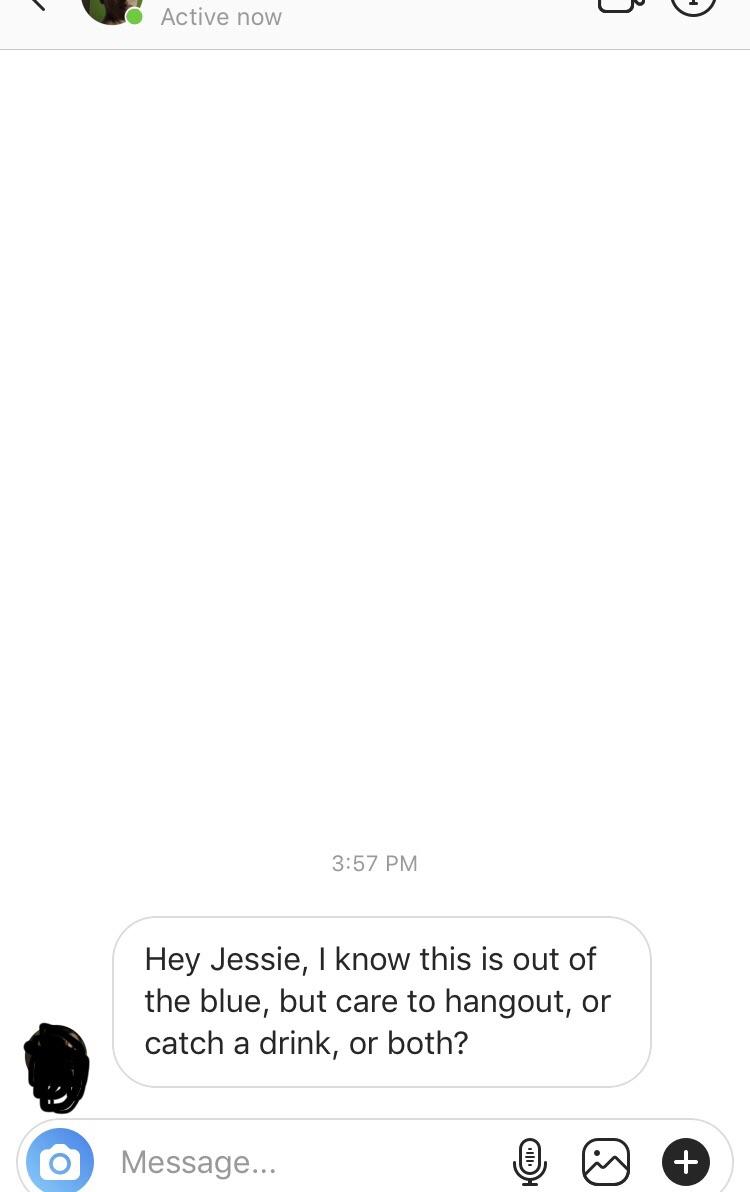 Active now
3:57 PM
Hey Jessie, I know this is out of
the blue, but care to hangout, or
catch a drink, or both?
Message...